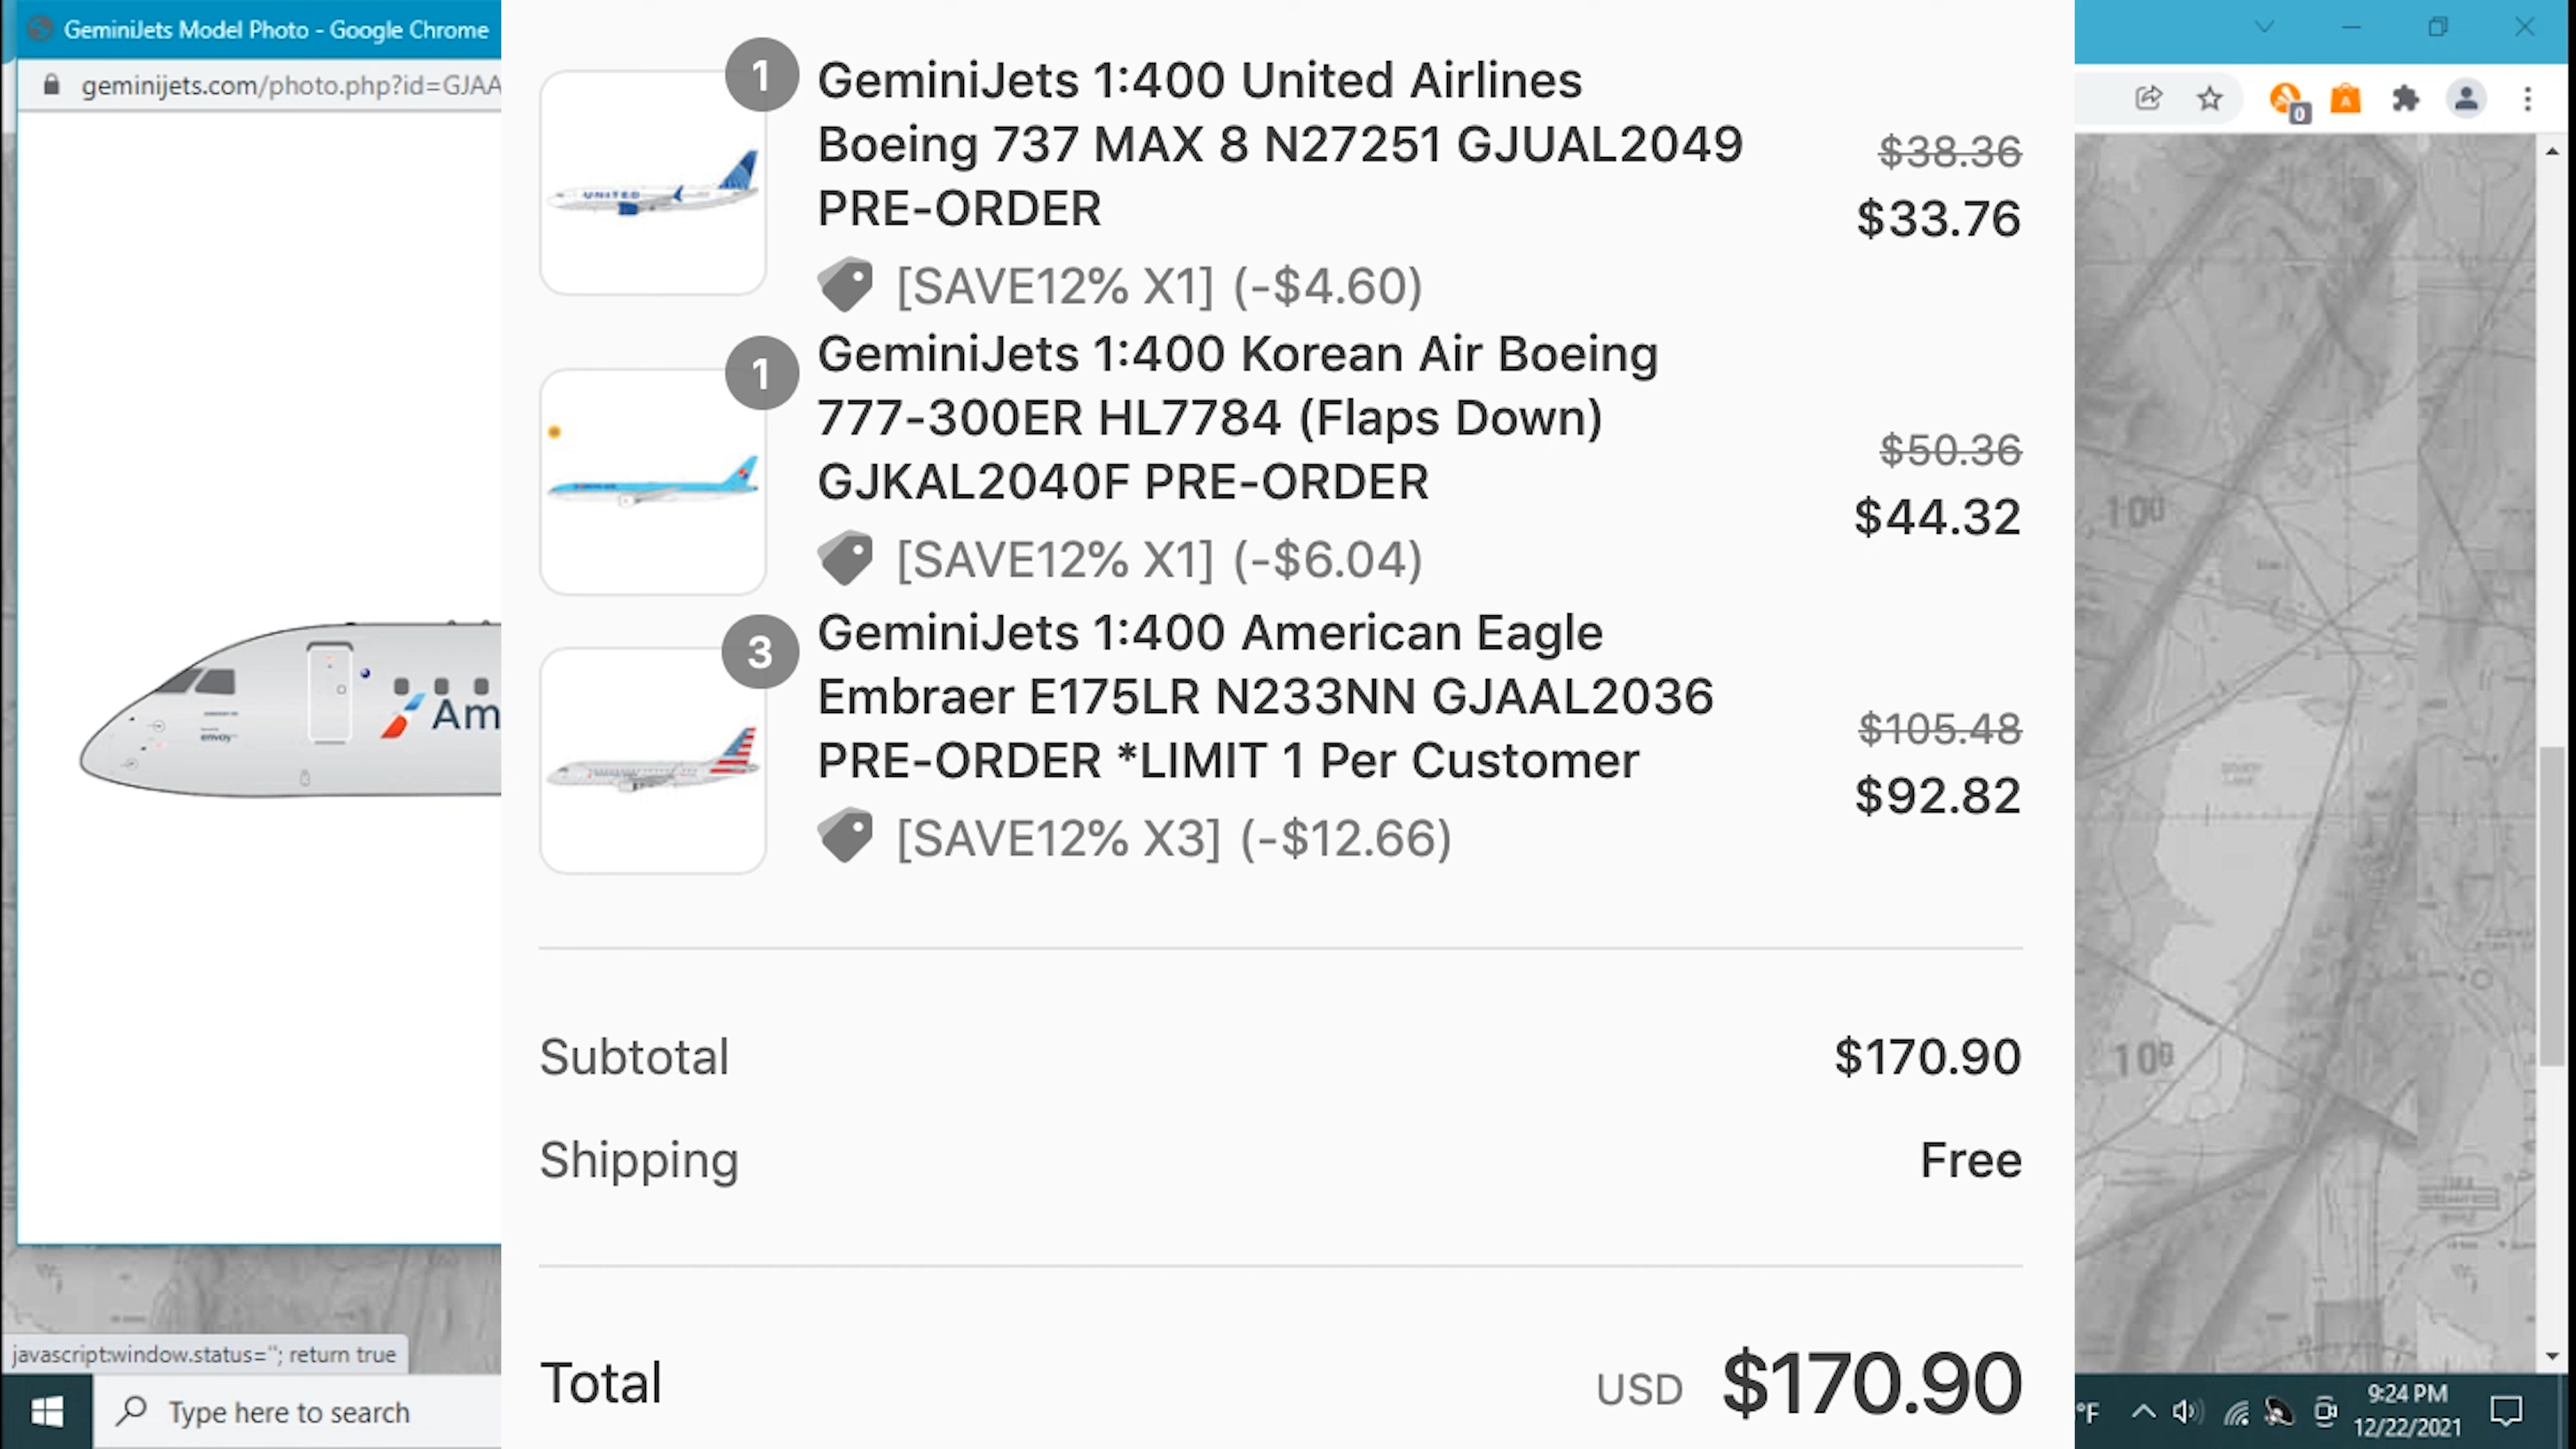 GeminiJets Model Photo - Google Chrome
geminijets.com/photo.php?id=GJAA
envoy
Am
1
GeminiJets 1:400 United Airlines
Boeing 737 MAX 8 N27251 GJUAL2049
PRE-ORDER
$38.36
$33.76
[SAVE12% X1] (-$4.60)
UNITED
1
GeminiJets 1:400 Korean Air Boeing
777-300ER HL7784 (Flaps Down)
GJKAL2040F PRE-ORDER
$50.36
$44.32
[SAVE12% X1] (-$6.04)
3
GeminiJets 1:400 American Eagle
Embraer E175LR N233NN GJAAL2036
PRE-ORDER *LIMIT 1 Per Customer
$105.48
$92.82
[SAVE12% X3] (-$12.66)
Subtotal
$170.90
Shipping
Free
Total
USD $170.90
0
A
100
100
javascript:window.status=''; return true
Type here to search
°F
9:24 PM
12/22/2021